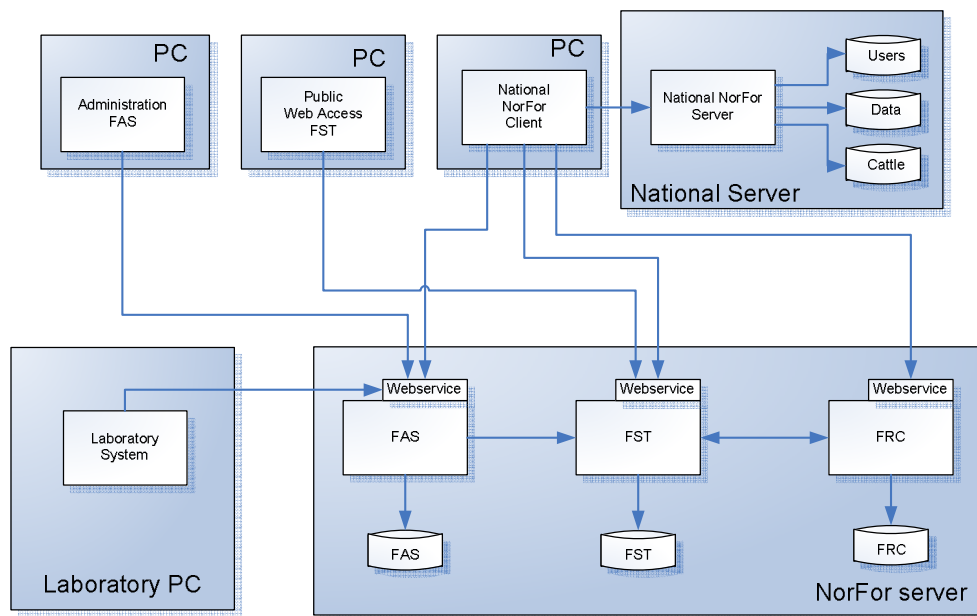 PC
Administration
FAS
PC
Public
Web Access
FST
PC
National
NorFor
Client
National NorFor
Server
Users
Data
Cattle
National Server
Laboratory
System
Laboratory PC
Webservice
FAS
FAS
Webservice
FST
FST
Webservice
FRC
FRC
NorFor server